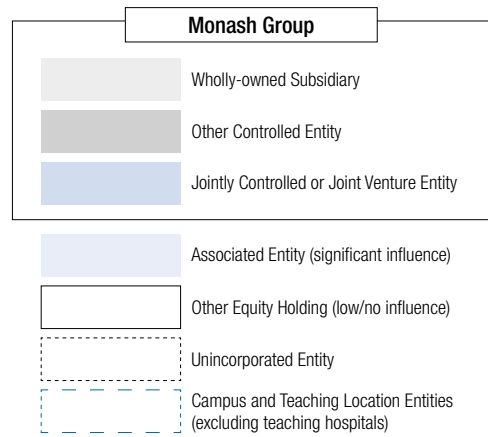 Monash Group
Wholly-owned Subsidiary
Other Controlled Entity
Jointly Controlled or Joint Venture Entity
Associated Entity (significant influence)
Other Equity Holding (low/no influence)
Unincorporated Entity
Campus and Teaching Location Entities
(excluding teaching hospitals)